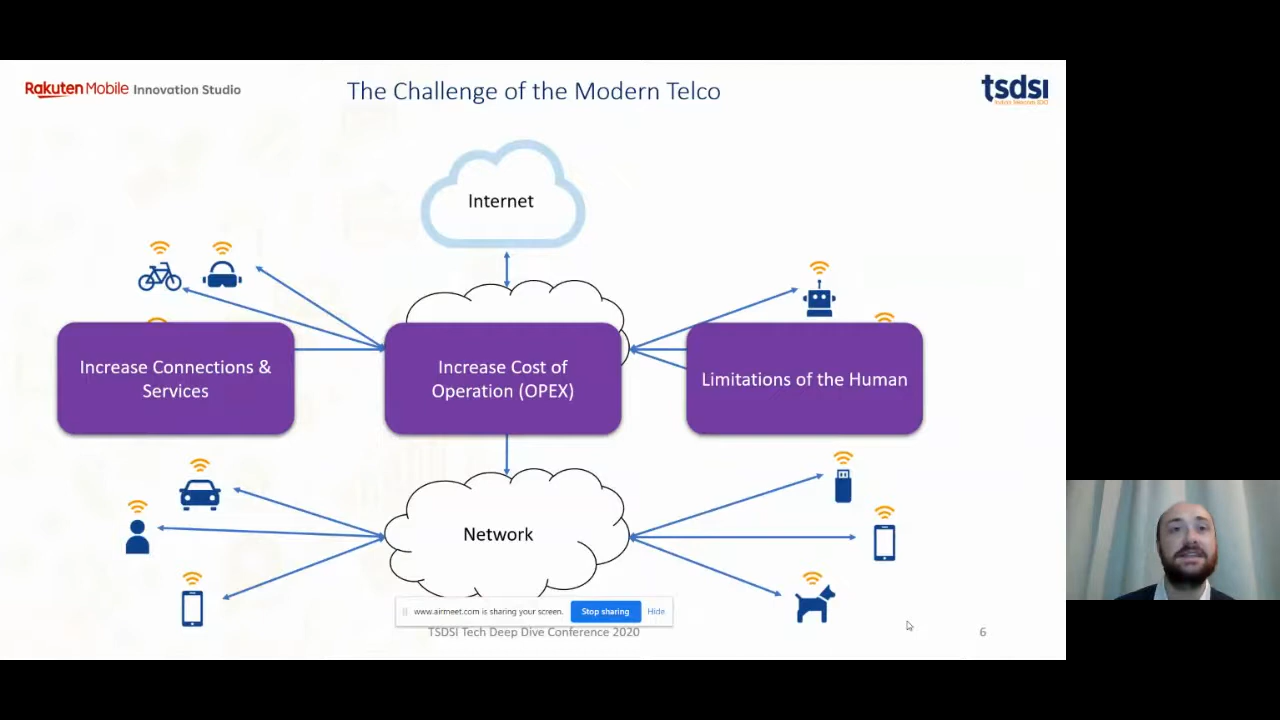 Rakuten Mobile Innovation Studio
The Challenge of the Modern Telco
tsdsi
Internet
Increase Connections &
Services
Increase Cost of
Operation (OPEX)
Limitations of the Human
Network
www.airmeet.com is sharing your screen.
Stop sharing
Hide
TSDSI Tech Deep Dive Conference 2020
6